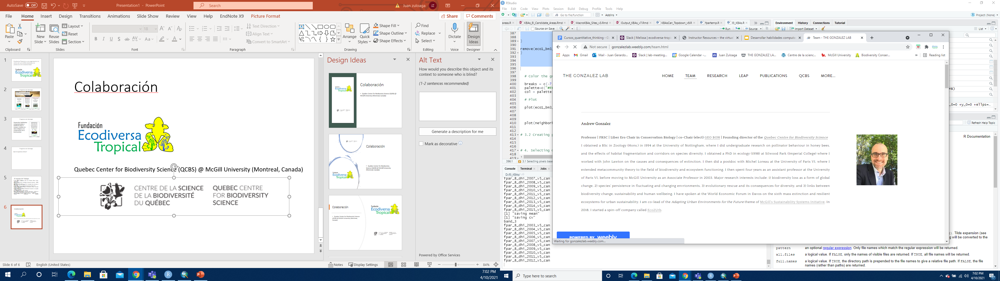 AutoSave Off
Presentation1 - PowerPoint
Search
Juan zuloaga JZ
File Home Insert Design Transitions Animations Slide Show Review View Help EndNote X9 Picture Format
Share Comments
Paste
New Slide
Reuse Slides
Layout
Reset
Section
18
Text Direction
Align Text
Convert to SmartArt
Arrange
Quick Styles
Shape Fill
Shape Outline
Shape Effects
Find
Replace
Select
Dictate
Design Ideas
Clipboard Slides Font Paragraph Drawing Editing Voice Designer
1
2
3
4
5
6
Colaboración
Fundación
Ecodiversa
Tropical
Quebec Center for Biodiversity Science (QCBS) @ McGill University (Montreal, Canada)
CENTRE DE LA SCIENCE
DE LA BIODIVERSITÉ
DU QUÉBEC
QUEBEC CENTRE
FOR BIODIVERSITY
SCIENCE
Design Ideas
Colaboración
Quebec Center for Biodiversity Science (QCBS) @
McGill University (Montreal, Canada)
Colaboración
Colaboración
Alt Text
How would you describe this object and its
context to someone who is blind?
(1-2 sentences recommended)
Generate a description for me
Mark as decorative
Powered by Office Services
Slide 6 of 6
English (United States)
Notes
Display Settings
84%
7:02 PM
4/10/2021
RStudio
File Edit Code View Plots Session Build Debug Profile Tools Help
Go to file/function
Addins
Project: (None)
areas.R
KBAs_EI_Candidate_Areas.Rmd
MacroKBAs_Sites_v3.Rmd
Output_KBAs_v7.Rmd
KBAsCan_Topdown_v9.R
fpartemp.R
EI_KBAs.R
Source on Save
Run
Source
Environment History Connections Tutorial
Import Dataset
List
387
388
389 }
390
391 remove(eco1_bm3_
392 }
393
394
395
396
397
398 # Color the gr
399
400 breaks = c(-7
401 palette=c("#FF
402 col = palette
403
404 # Plot
405
406 plot(eco1_bm3_
407
408
409
410 plot(neighborh
411
412
413 # 3.2 Creating p
414
415
416
417 # 4. Selecting C
418
419
396:1
3.1 Selecting pixels base
Console Terminal Jobs
D:/EI_KBAs/
fpar_8_dhi_2007_v5_can
fpar_8_dhi_2008_v5_can
fpar_8_dhi_2009_v5_can
fpar_8_dhi_2010_v5_can
fpar_8_dhi_2011_v5_can
fpar_8_dhi_2012_v5_can
fpar_8_dhi_2013_v5_can
fpar_8_dhi_2014_v5_can
fpar_8_dhi_2015_v5_can
[1] "saving mean"
[1] "saving cv"
band_3
fpar_8_dhi_2003_v5_can
fpar_8_dhi_2004_v5_can
fpar_8_dhi_2005_v5_can
fpar_8_dhi_2006_v5_can
fpar_8_dhi_2007_v5_can
fpar_8_dhi_2008_v5_can
fpar_8_dhi_2009_v5_can
fpar_8_dhi_2010_v5_can
fpar_8_dhi_2011_v5_can
fpar_8_dhi_2012_v5_can
Cursos_quantitative_thinking - G
Slack | Melissa | ecodiversa-tropi
Instructor Resources – the virtual
Desarrollar habilidades computa
Team - THE GONZALEZ LAB
Not secure | gonzalezlab.weebly.com/team.html
Apps
Gmail
Mail - Juan Gerardo...
Slack | lab-meeting...
Google Calendar -...
Juan Zuloaga
THE GONZALEZ LA...
Centre de la scienc...
McGill University
Biodiversity Conser...
Reading list
THE GONZALEZ LAB
HOME TEAM RESEARCH LEAP PUBLICATIONS QCBS MORE...
Andrew Gonzalez
Professor | FRSC | Liber Ero Chair in Conservation Biology | co-Chair (elect) GEO BON | Founding director of the Quebec Centre for Biodiversity Science
I obtained a BSc in Zoology (Hons.) in 1994 at the University of Nottingham, where I did undergraduate research on pollinator behaviour in honey bees,
and the effects of habitat fragmentation and corridors on species diversity. I obtained a PhD in ecology (1998) at Silwood Park (Imperial College) where I
worked with John Lawton on the causes and consequences of extinction. I then did a postdoc with Michel Loreau at the University of Paris VI, where I
extended metacommunity theory to the field of biodiversity and ecosystem functioning. I then spent four years as an assistant professor at the University
of Paris VI, before moving to McGill University as an Associate Professor in 2003. Major research interests include: 1) biodiversity loss as a form of global
change, 2) species' persistence in fluctuating and changing envrionments, 3) evolutionary rescue and its consequences for diversity, and 3) links between
biodiversity change, sustainability and human wellbeing. I have spoken at the World Economic Forum in Davos on the sixth mass extinction and resilient
ecosystems for urban sustainability. I am co-lead of the Adapting Urban Environments for the Future theme of McGill's Sustainability Systems Initiative. In
2018, I started a spin-off company called Eco2Urb.
POWERED BY weebly
Waiting for gonzalezlab.weebly.com...
MB)
_0=0 +y_0=0 +ellps=...
Refresh Help Topic
R Documentation
). Tilde expansion (see
g will be converted to the
pattern an optional regular expression. Only file names which match the regular expression will be returned.
all.files a logical value. If FALSE, only the names of visible files are returned. If TRUE, all file names will be returned.
full.names a logical value. If TRUE, the directory path is prepended to the file names to give a relative file path. If FALSE, the file
names (rather than paths) are returned.
Type here to search
7:02 PM
4/10/2021